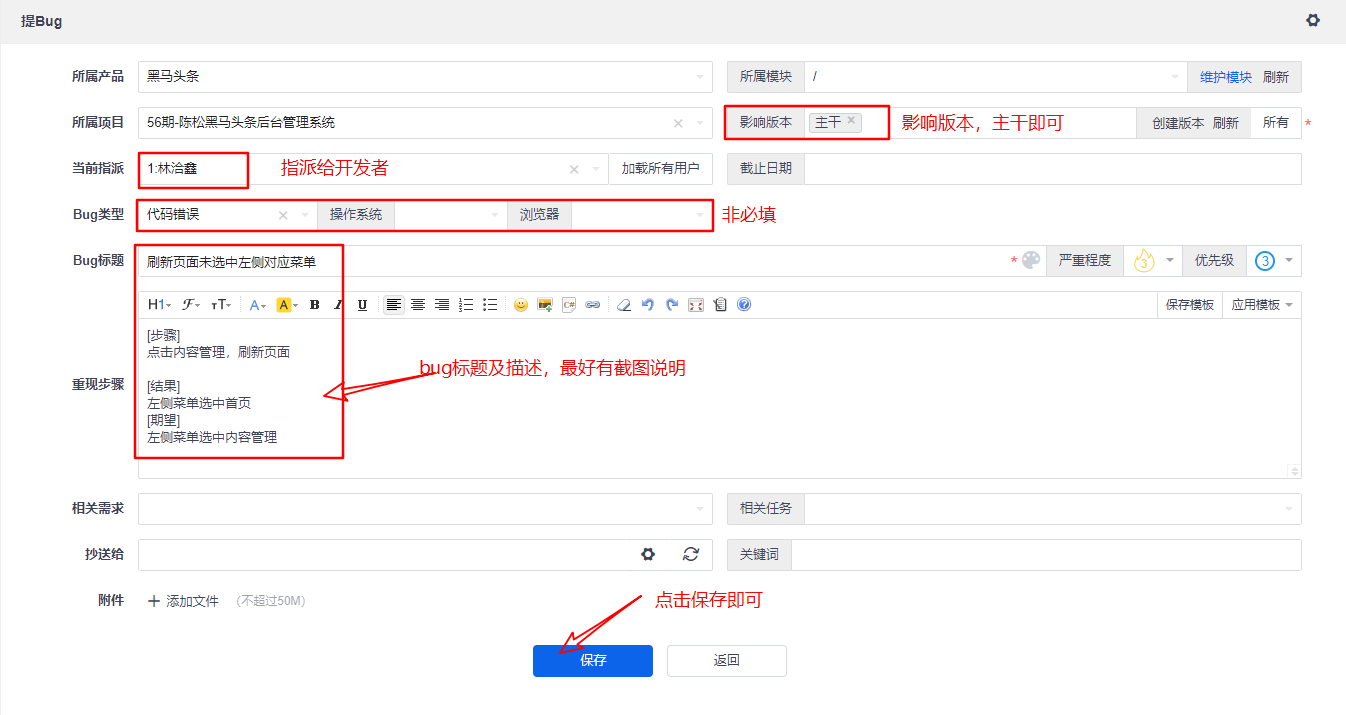 提Bug
所属产品 黑马头条 所属模块 / 维护模块 刷新
所属项目 56期-陈松黑马头条后台管理系统 影响版本 主干 影响版本，主干即可 创建版本 刷新 所有 *
当前指派 1:林洽鑫 指派给开发者 加载所有用户 截止日期
Bug类型 代码错误 操作系统 浏览器 非必填
Bug标题 刷新页面未选中左侧对应菜单 * 严重程度 3 优先级 3
H1 F тT A A B I U C# 保存模板 应用模板
[步骤]
点击内容管理，刷新页面
bug标题及描述，最好有截图说明
重现步骤
[结果]
左侧菜单选中首页
[期望]
左侧菜单选中内容管理
相关需求 相关任务
抄送给 关键词
附件 添加文件 (不超过50M)
点击保存即可
保存 返回